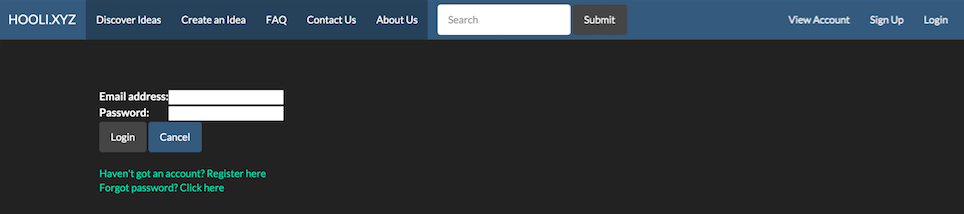 HOOLI.XYZ Discover Ideas Create an Idea FAQ Contact Us About Us Search Submit View Account Sign Up Login
Email address:
Password:
Login Cancel
Haven't got an account? Register here
Forgot password? Click here